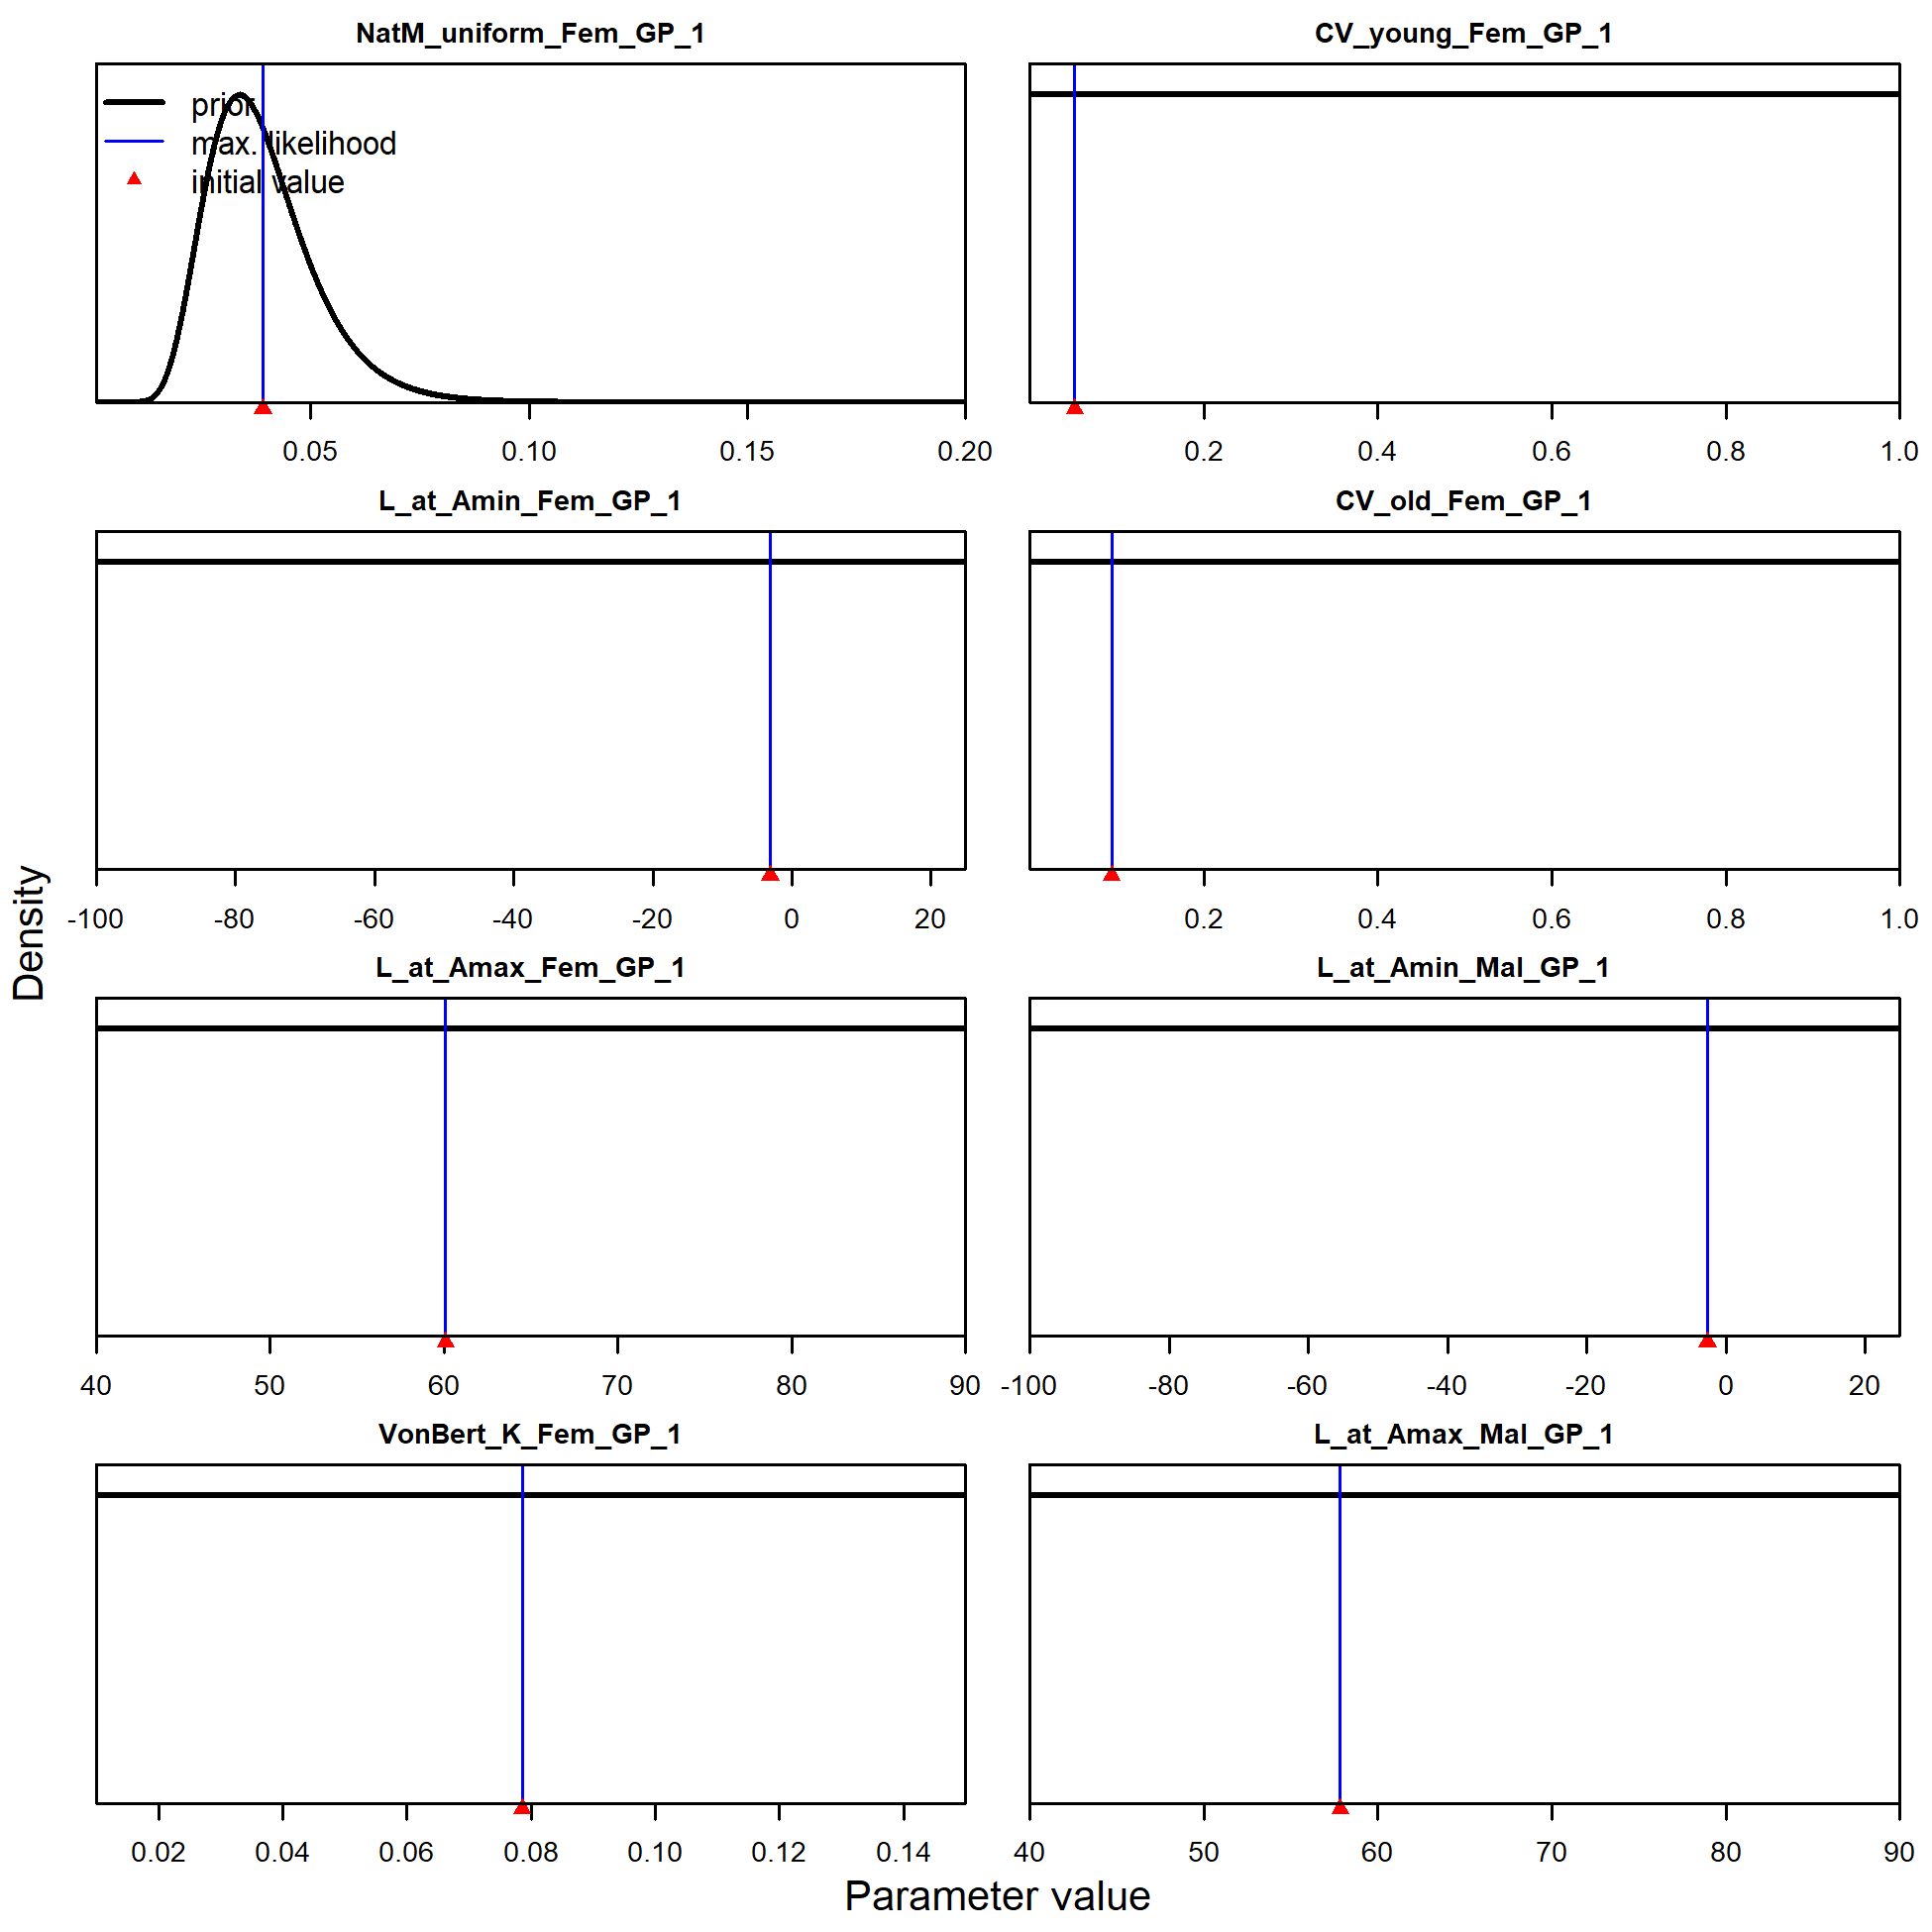 NatM_uniform_Fem_GP_1
prior
max. likelihood
initial value
0.05 0.10 0.15 0.20
CV_young_Fem_GP_1
0.2 0.4 0.6 0.8 1.0
L_at_Amin_Fem_GP_1
-100 -80 -60 -40 -20 0 20
CV_old_Fem_GP_1
0.2 0.4 0.6 0.8 1.0
L_at_Amax_Fem_GP_1
40 50 60 70 80 90
L_at_Amin_Mal_GP_1
-100 -80 -60 -40 -20 0 20
VonBert_K_Fem_GP_1
0.02 0.04 0.06 0.08 0.10 0.12 0.14
L_at_Amax_Mal_GP_1
40 50 60 70 80 90
Density
Parameter value